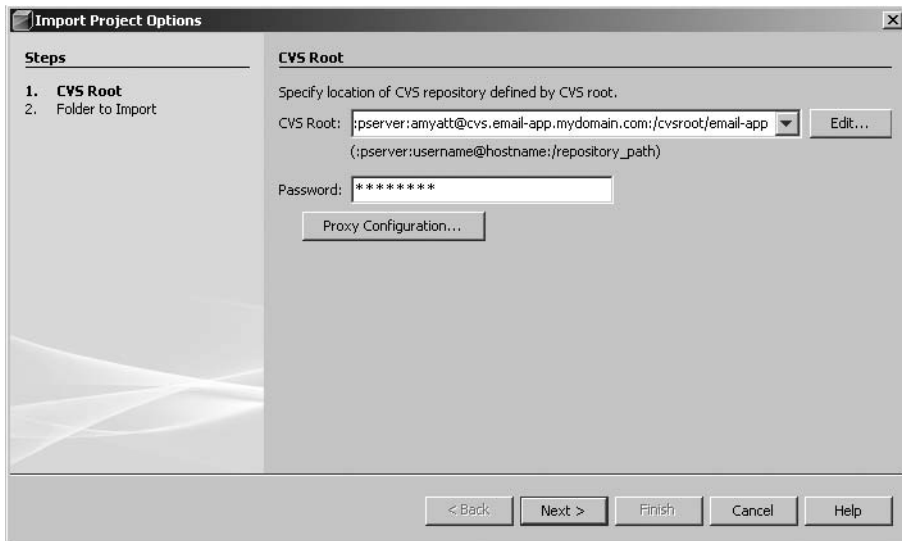 Import Project Options
Steps
1. CVS Root
2. Folder to Import
CVS Root
Specify location of CVS repository defined by CVS root.
CVS Root: :pserver:amyatt@cvs.email-app.mydomain.com:/cvsroot/email-app Edit...
(:pserver:username@hostname:/repository_path)
Password: ********
Proxy Configuration...
< Back Next > Finish Cancel Help